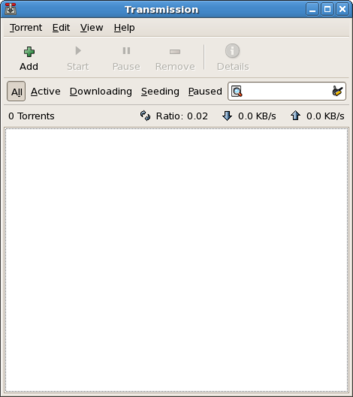 Transmission
Torrent Edit View Help
Add Start Pause Remove Details
All Active Downloading Seeding Paused
0 Torrents Ratio: 0.02 0.0 KB/s 0.0 KB/s